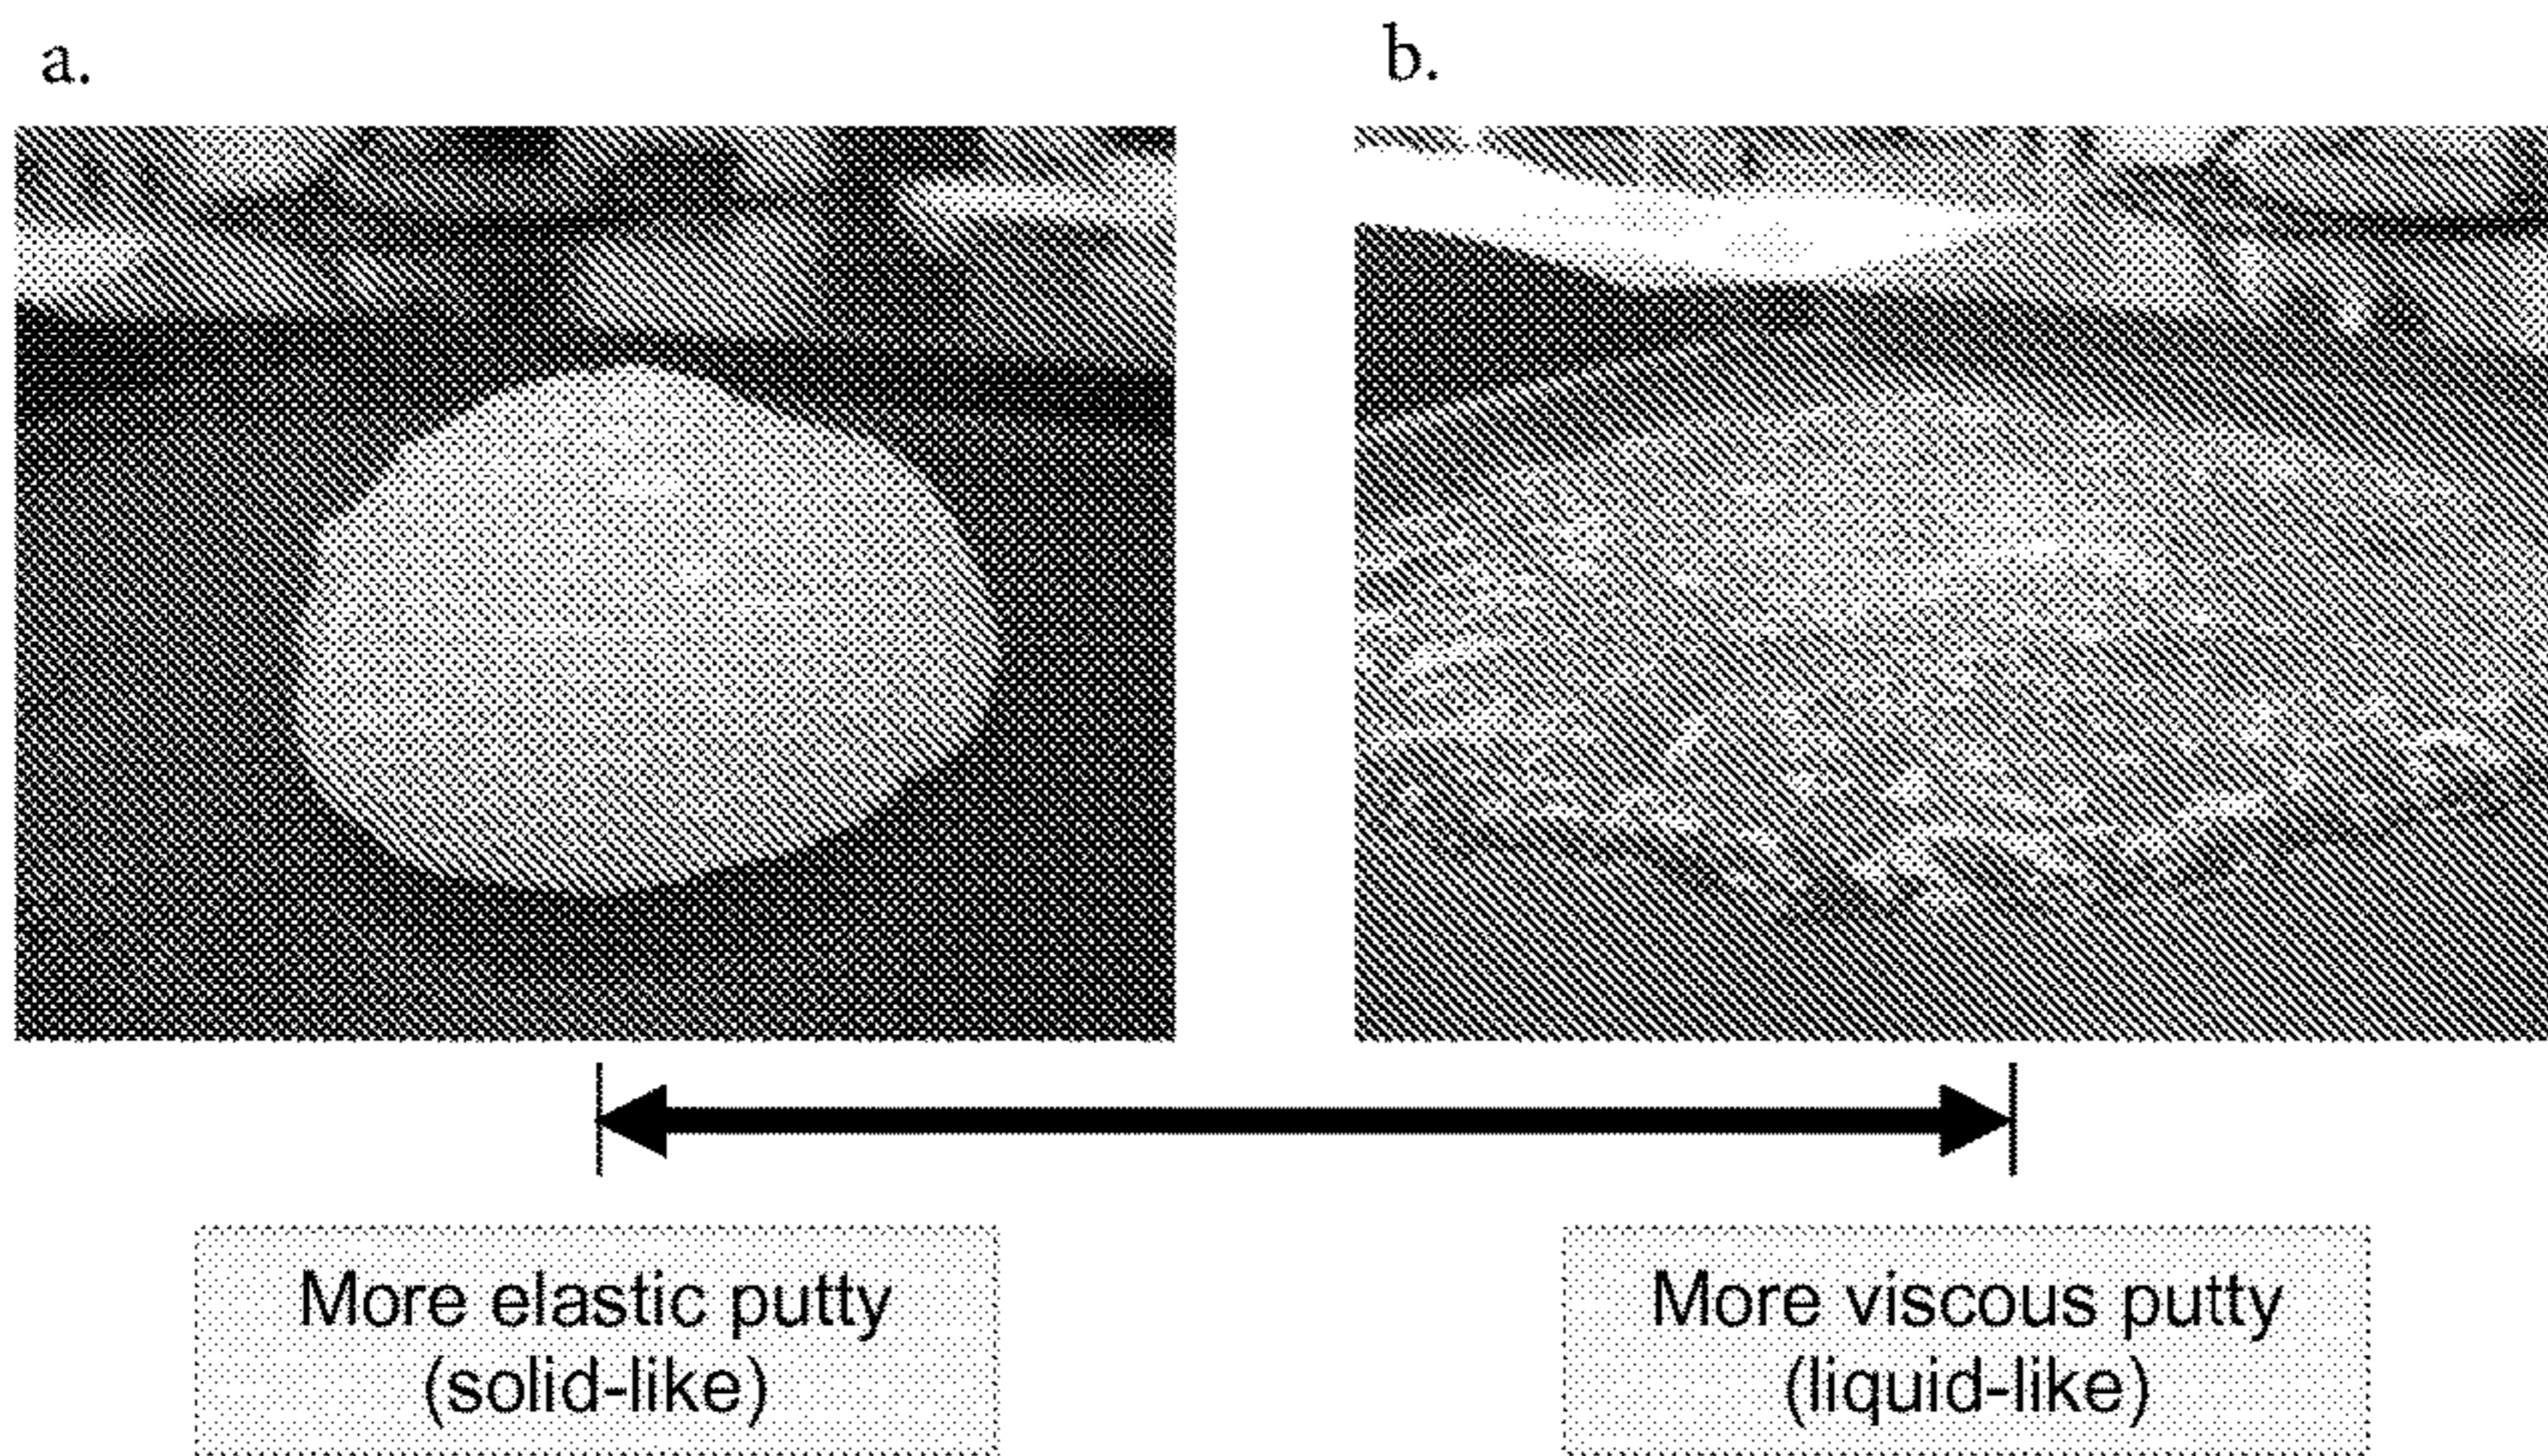 a.
b.
More elastic putty
(solid-like)
More viscous putty
(liquid-like)